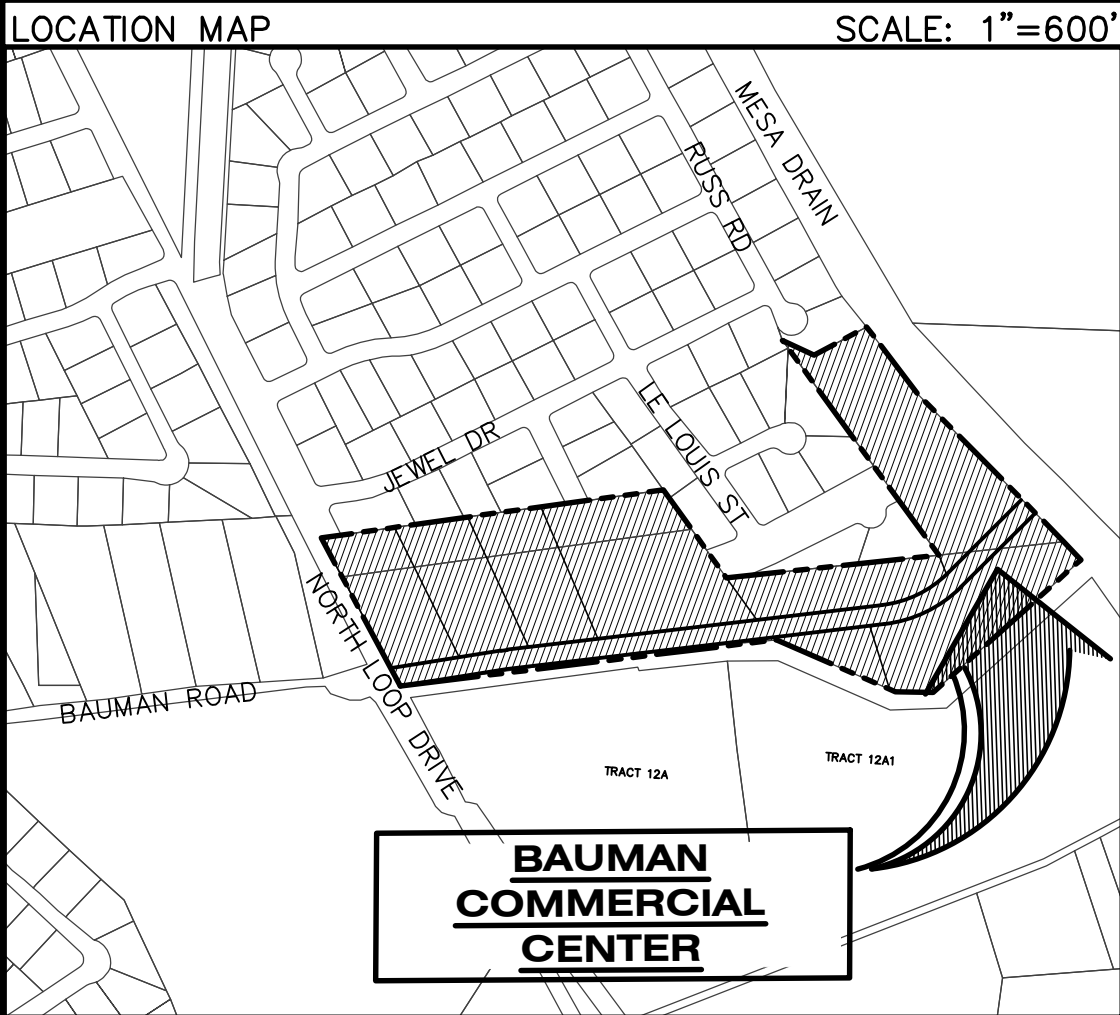 LOCATION MAP
SCALE: 1"=600'
MESA DRAIN
RUSS RD
LE LOUIS ST
JEWEL DR
NORTH LOOP DRIVE
BAUMAN ROAD
TRACT 12A
TRACT 12A1
BAUMAN
COMMERCIAL
CENTER